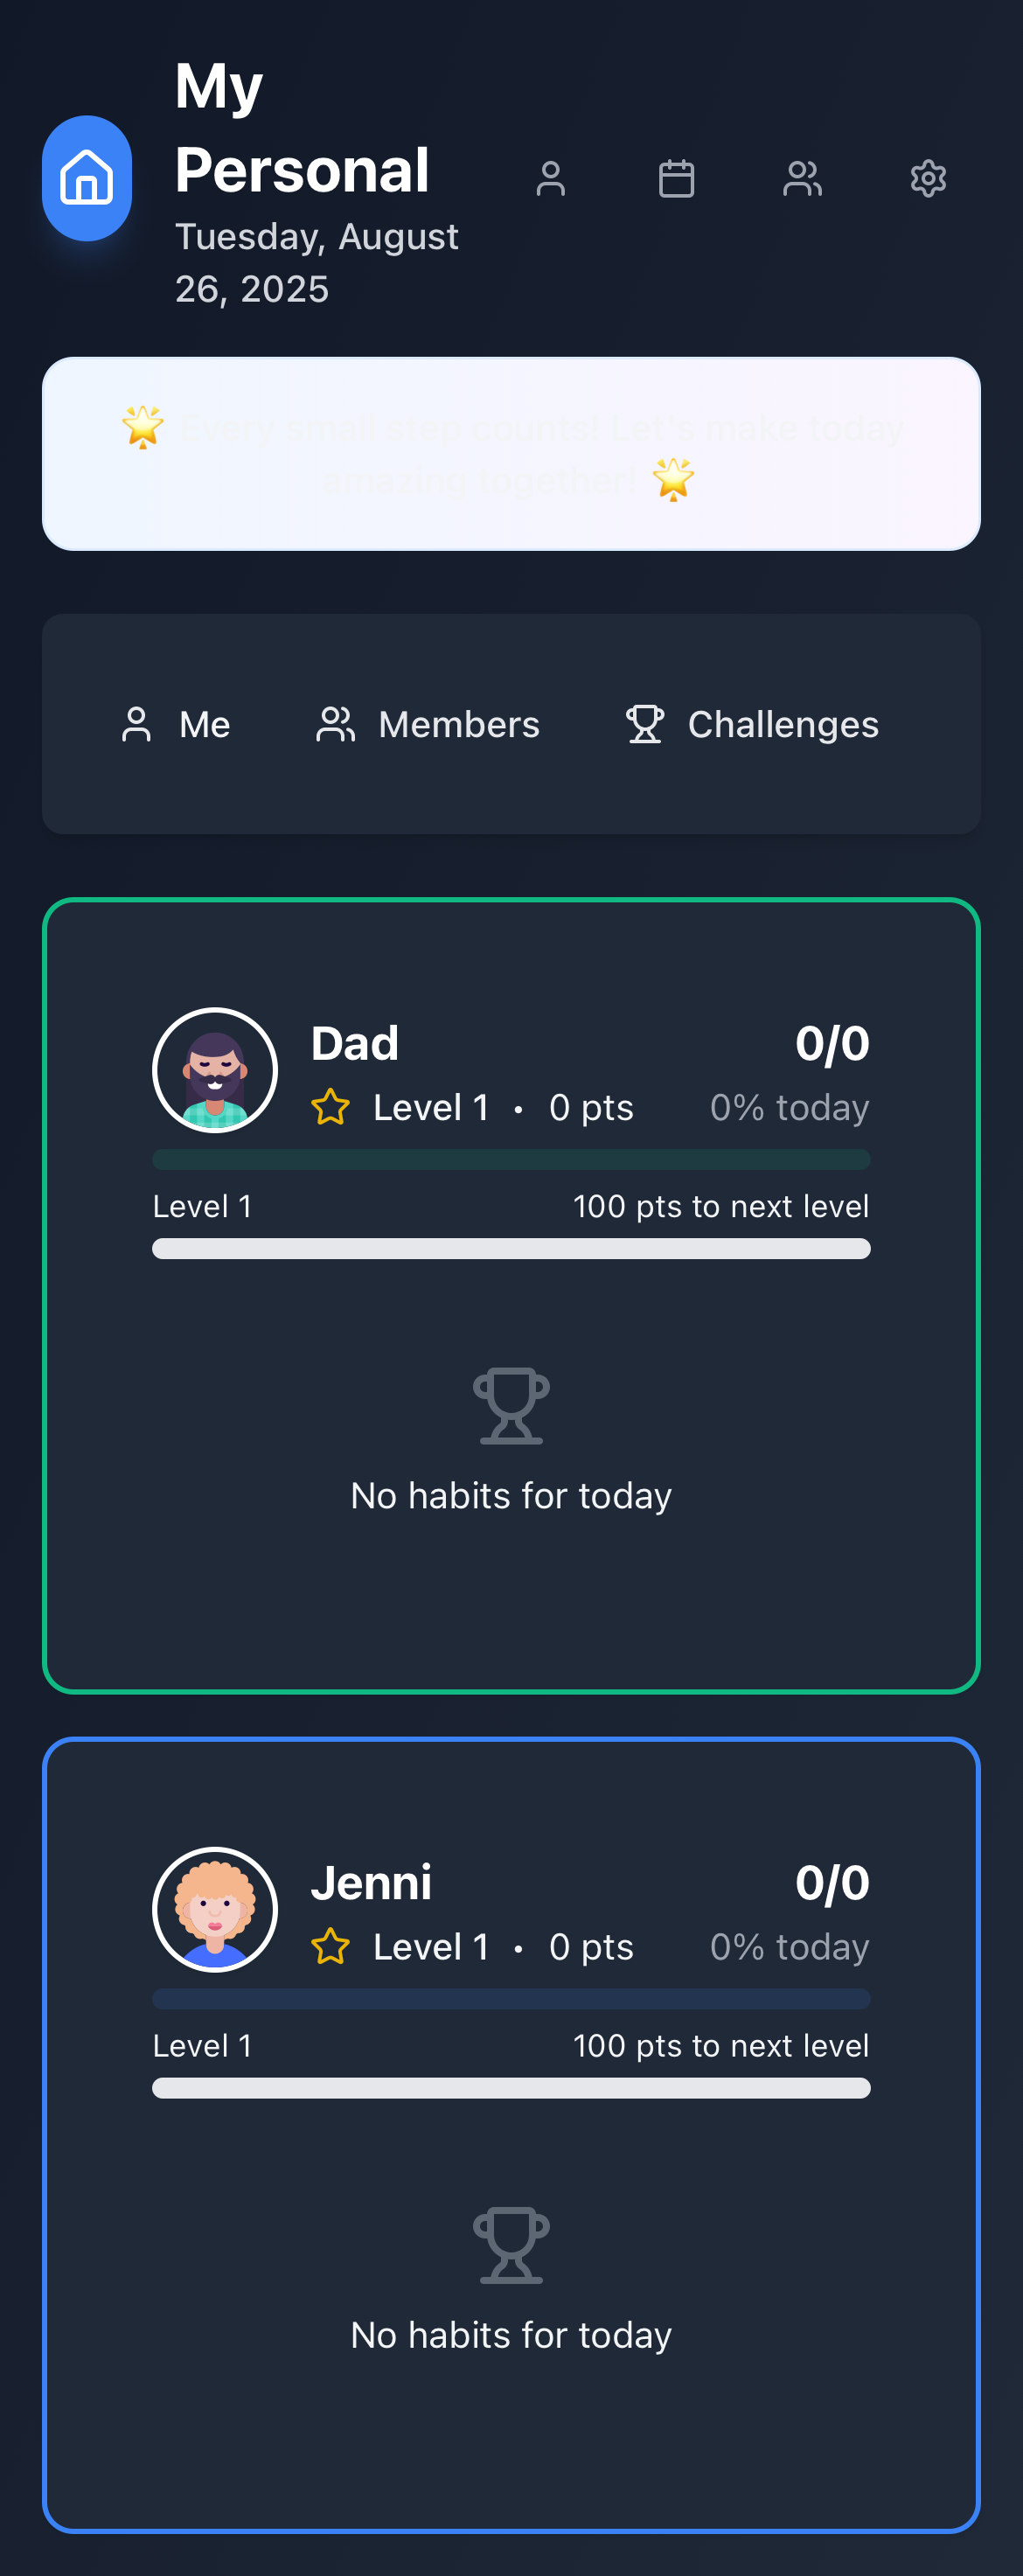 My
Personal
Tuesday, August
26, 2025
🌟 Every small step counts! Let's make today
amazing together! 🌟
Me
Members
Challenges
Dad
0/0
Level 1 • 0 pts
0% today
Level 1
100 pts to next level
No habits for today
Jenni
0/0
Level 1 • 0 pts
0% today
Level 1
100 pts to next level
No habits for today